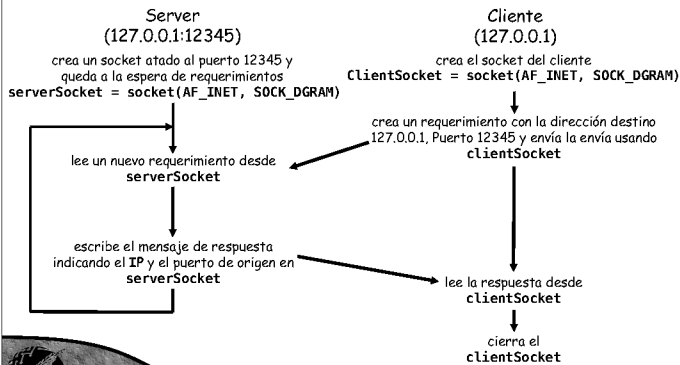 Server
(127.0.0.1:12345)
crea un socket atado al puerto 12345 y
queda a la espera de requerimientos
serverSocket = socket(AF_INET, SOCK_DGRAM)
lee un nuevo requerimiento desde
serverSocket
escribe el mensaje de respuesta
indicando el IP y el puerto de origen en
serverSocket
Cliente
(127.0.0.1)
crea el socket del cliente
ClientSocket = socket(AF_INET, SOCK_DGRAM)
crea un requerimiento con la dirección destino
127.0.0.1, Puerto 12345 y envía la envía usando
clientSocket
lee la respuesta desde
clientSocket
cierra el
clientSocket